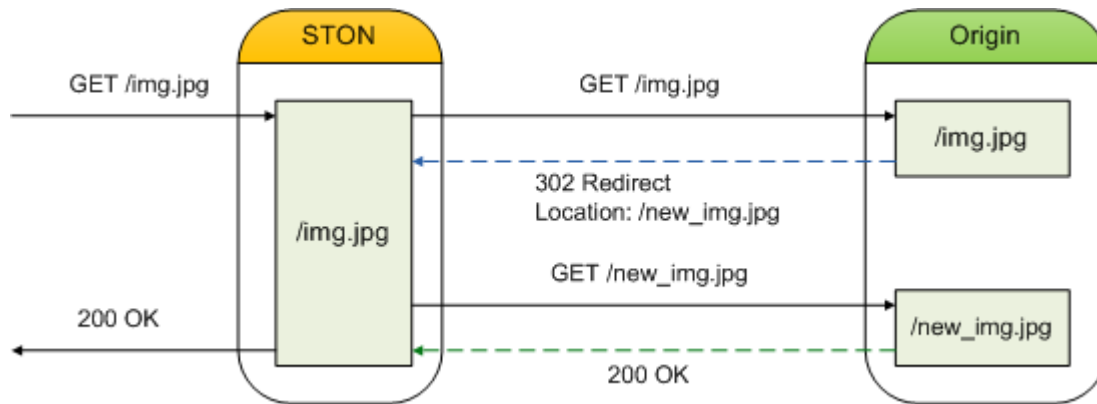 STON
Origin
GET /img.jpg
GET /img.jpg
/img.jpg
302 Redirect
Location: /new_img.jpg
/img.jpg
GET /new_img.jpg
200 OK
/new_img.jpg
200 OK